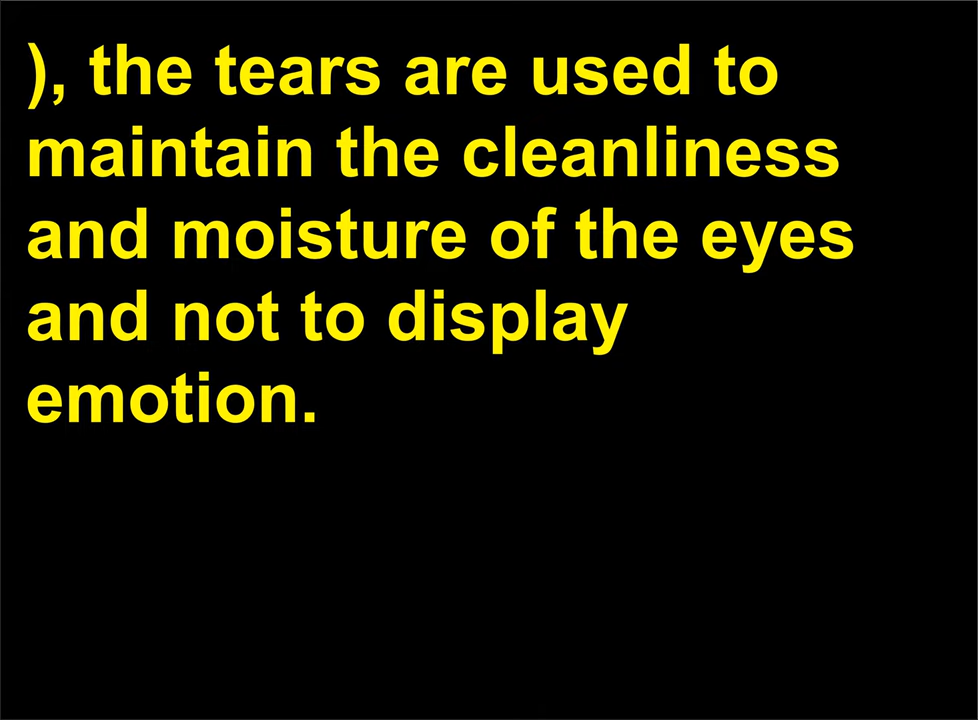 ), the tears are used to
maintain the cleanliness
and moisture of the eyes
and not to display
emotion.